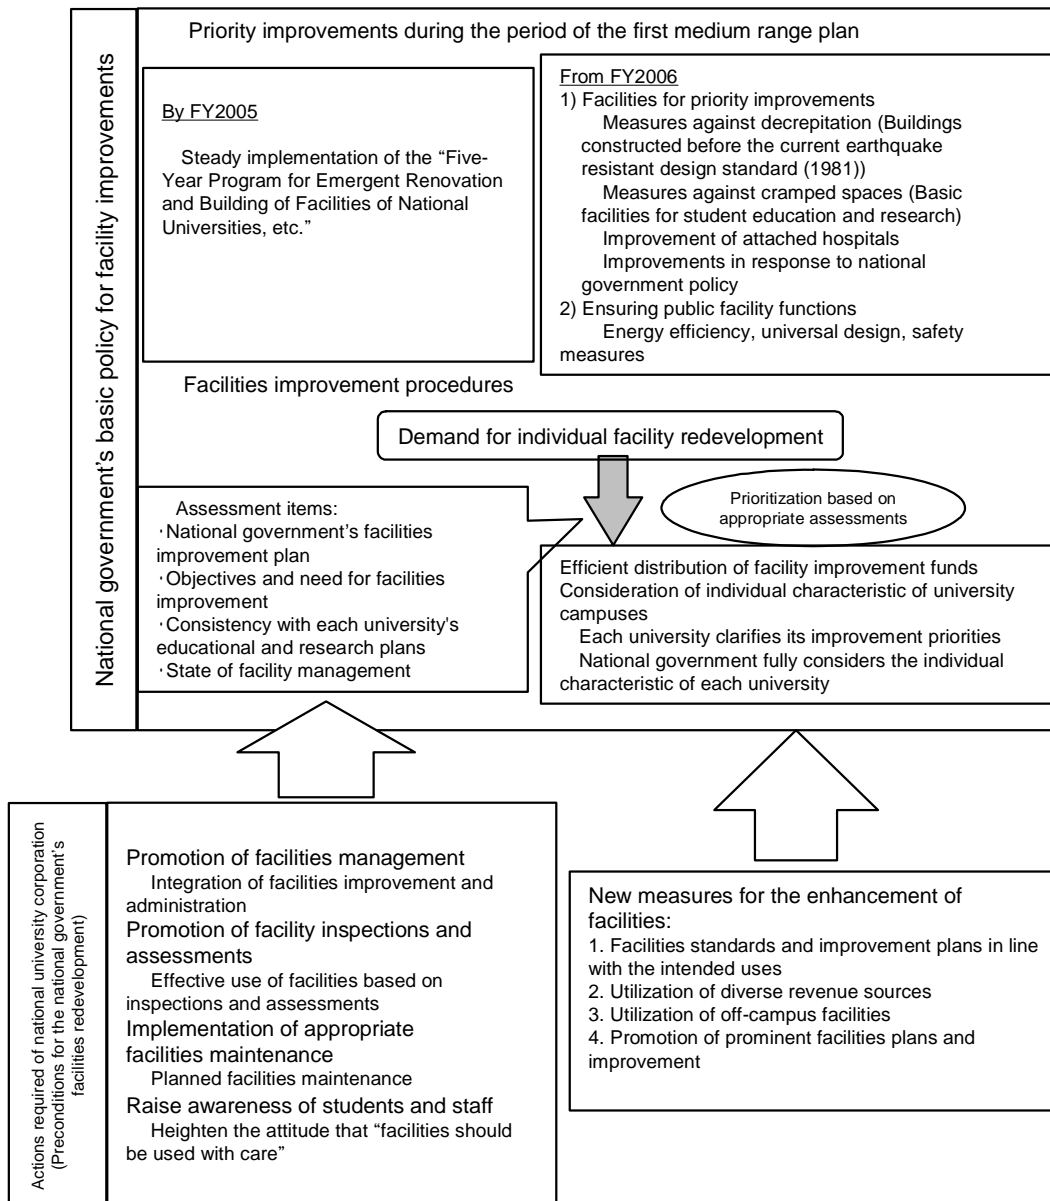 National government's basic policy for facility improvements
Priority improvements during the period of the first medium range plan
By FY2005
Steady implementation of the “Five-
Year Program for Emergent Renovation
and Building of Facilities of National
Universities, etc.”
From FY2006
1) Facilities for priority improvements
Measures against decrepitation (Buildings
constructed before the current earthquake
resistant design standard (1981))
Measures against cramped spaces (Basic
facilities for student education and research)
Improvement of attached hospitals
Improvements in response to national
government policy
2) Ensuring public facility functions
Energy efficiency, universal design, safety
measures
Facilities improvement procedures
Demand for individual facility redevelopment
Prioritization based on
appropriate assessments
Assessment items:
·National government’s facilities
improvement plan
·Objectives and need for facilities
improvement
·Consistency with each university's
educational and research plans
·State of facility management
Efficient distribution of facility improvement funds
Consideration of individual characteristic of university
campuses
Each university clarifies its improvement priorities
National government fully considers the individual
characteristic of each university
Actions required of national university corporation
(Preconditions for the national government’s
facilities redevelopment)
Promotion of facilities management
Integration of facilities improvement and
administration
Promotion of facility inspections and
assessments
Effective use of facilities based on
inspections and assessments
Implementation of appropriate
facilities maintenance
Planned facilities maintenance
Raise awareness of students and staff
Heighten the attitude that “facilities should
be used with care”
New measures for the enhancement of
facilities:
1. Facilities standards and improvement plans in line
with the intended uses
2. Utilization of diverse revenue sources
3. Utilization of off-campus facilities
4. Promotion of prominent facilities plans and
improvement